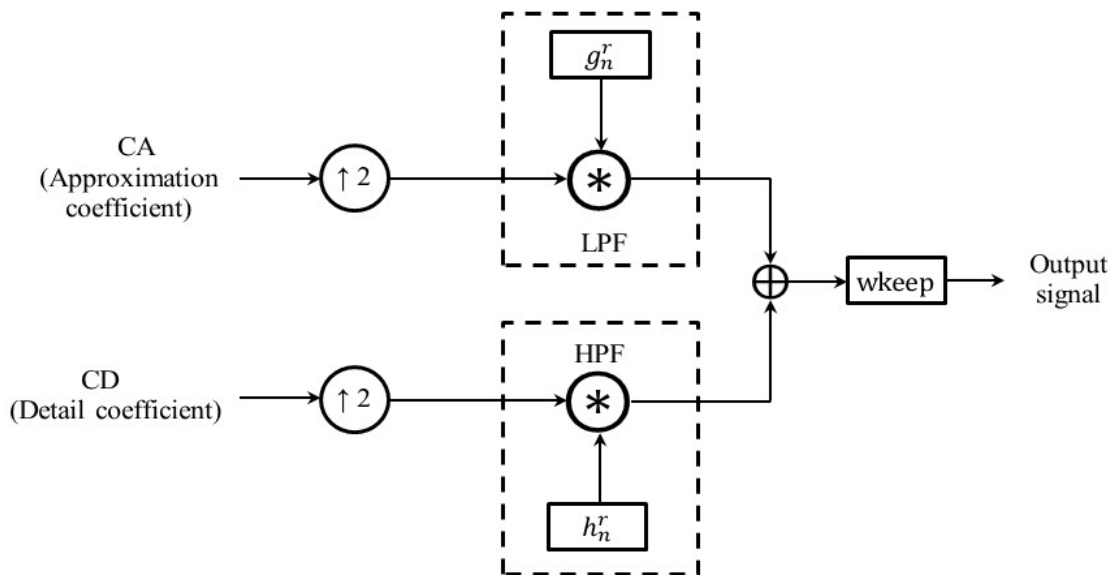 g_n^r
CA
(Approximation
coefficient)
↑ 2
*
LPF
Output
signal
wkeep
HPF
CD
(Detail coefficient)
↑ 2
*
h_n^r